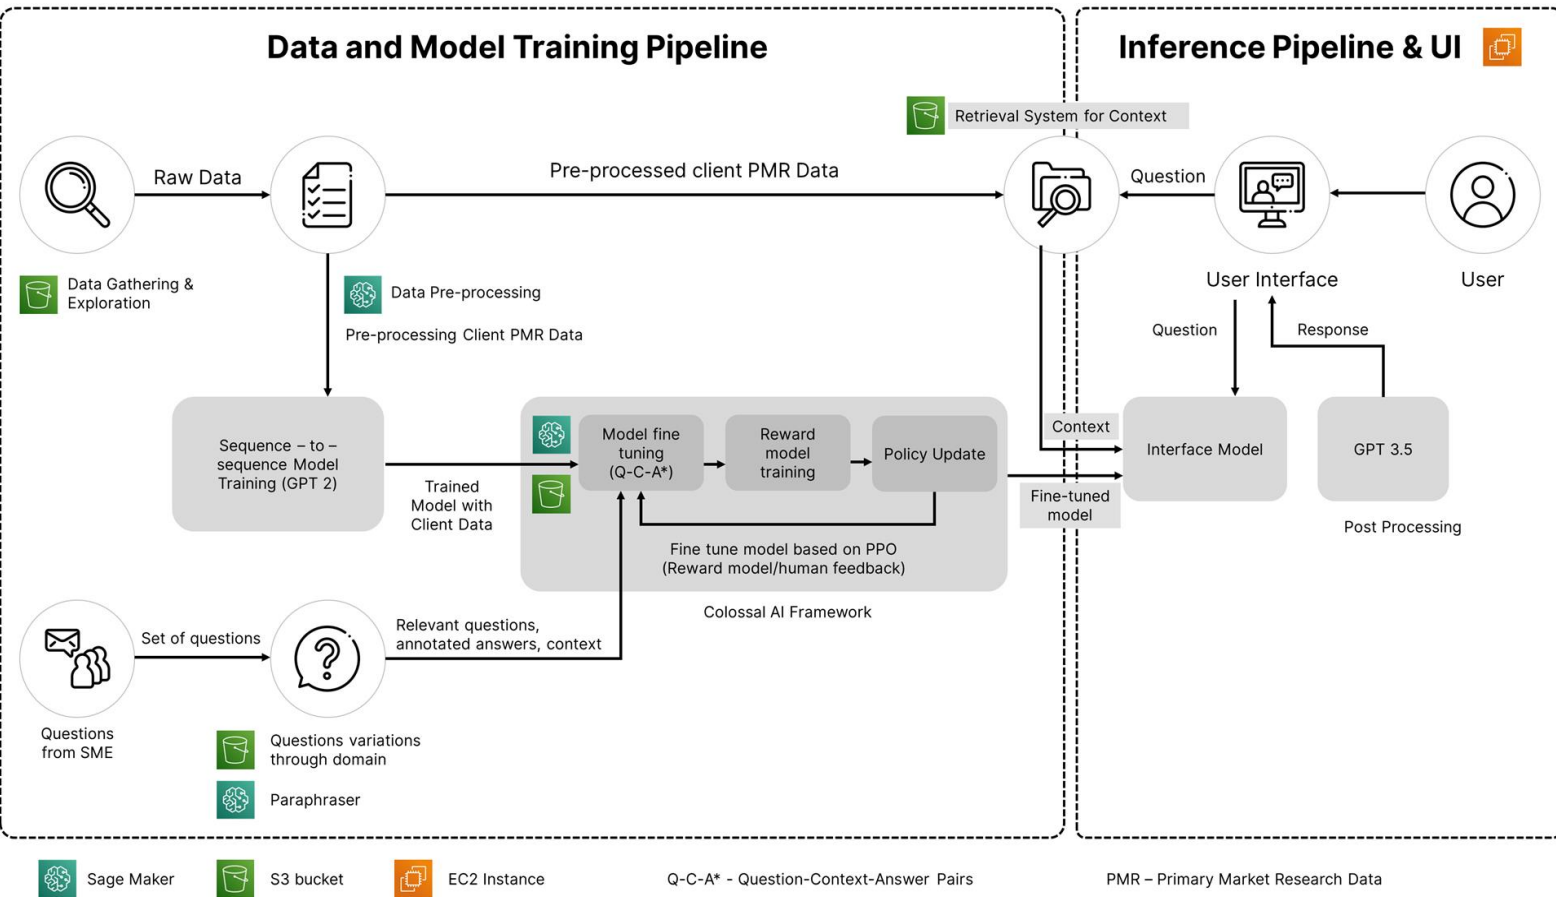 Data and Model Training Pipeline
Inference Pipeline & UI
Retrieval System for Context
Raw Data
Pre-processed client PMR Data
Question
Data Gathering &
Exploration
Data Pre-processing
Pre-processing Client PMR Data
User Interface
User
Question
Response
Sequence – to –
sequence Model
Training (GPT 2)
Trained
Model with
Client Data
Model fine
tuning
(Q-C-A*)
Reward
model
training
Policy Update
Fine tune model based on PPO
(Reward model/human feedback)
Colossal AI Framework
Context
Fine-tuned
model
Interface Model
GPT 3.5
Post Processing
Set of questions
Relevant questions,
annotated answers, context
Questions
from SME
Questions variations
through domain
Paraphraser
Sage Maker
S3 bucket
EC2 Instance
Q-C-A* - Question-Context-Answer Pairs
PMR – Primary Market Research Data